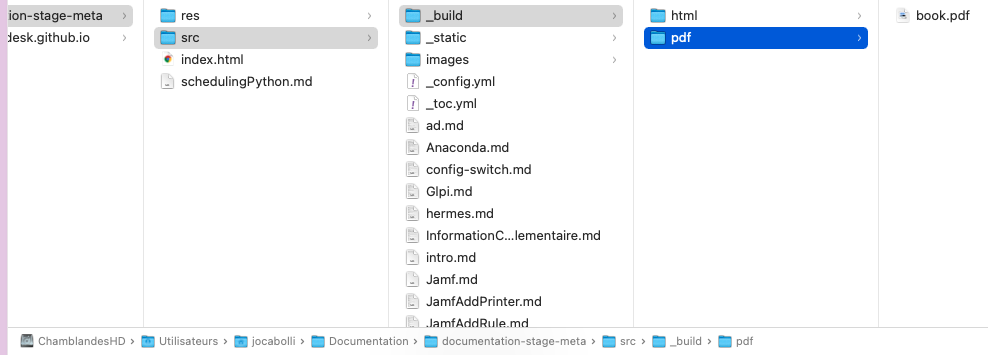 ion-stage-meta
desk.github.io
res
src
index.html
schedulingPython.md
_build
_static
images
_config.yml
_toc.yml
ad.md
Anaconda.md
config-switch.md
Glpi.md
hermes.md
InformationC...lementaire.md
intro.md
Jamf.md
JamfAddPrinter.md
JamfAddRule.md
html
pdf
book.pdf
ChamblandesHD > Utilisateurs > jocabolli > Documentation > documentation-stage-meta > src > _build > pdf